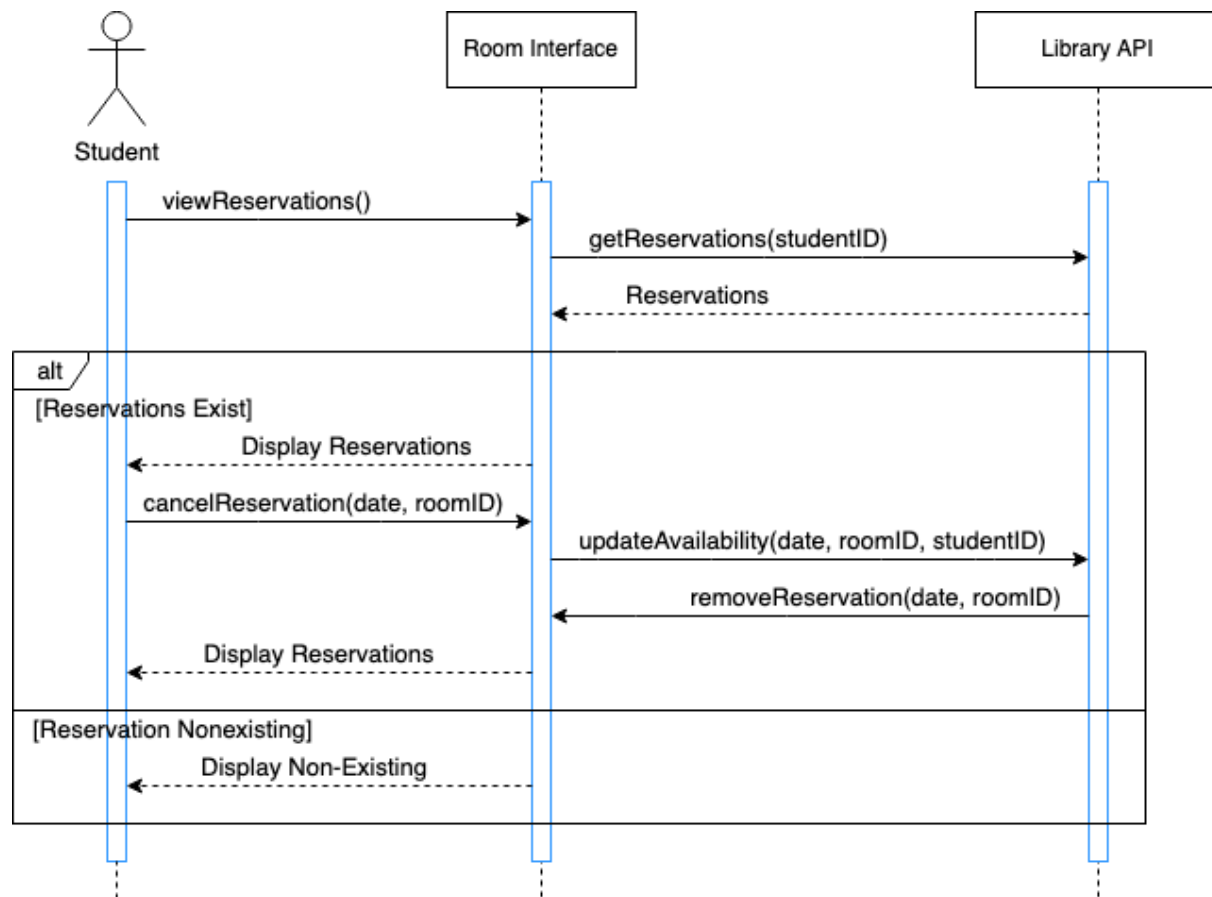 Room Interface
Library API
Student
viewReservations()
getReservations(studentID)
Reservations
alt
[Reservations Exist]
Display Reservations
cancelReservation(date, roomID)
updateAvailability(date, roomID, studentID)
removeReservation(date, roomID)
Display Reservations
[Reservation Nonexisting]
Display Non-Existing